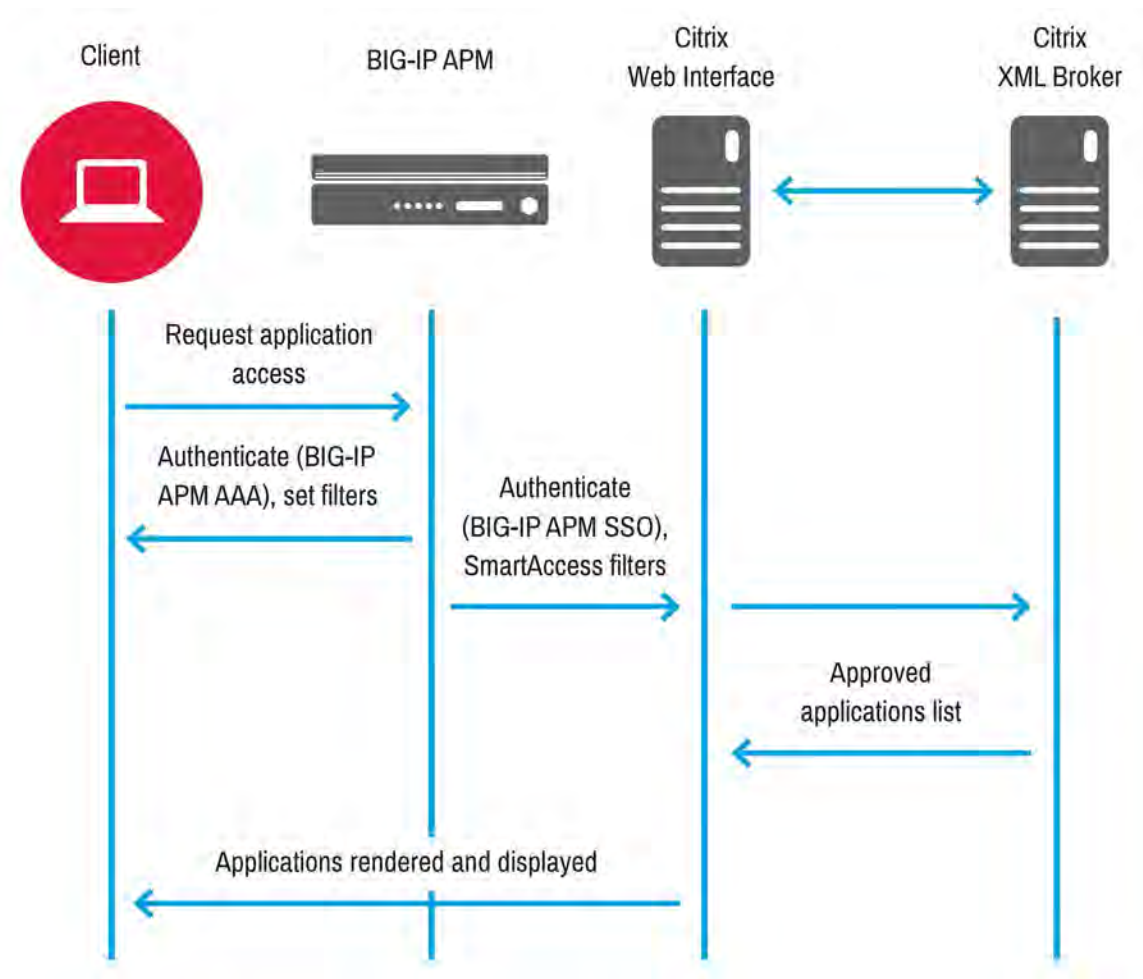 Client
BIG-IP APM
Citrix
Web Interface
Citrix
XML Broker
Request application
access
Authenticate (BIG-IP
APM AAA), set filters
Authenticate
(BIG-IP APM SSO),
SmartAccess filters
Approved
applications list
Applications rendered and displayed